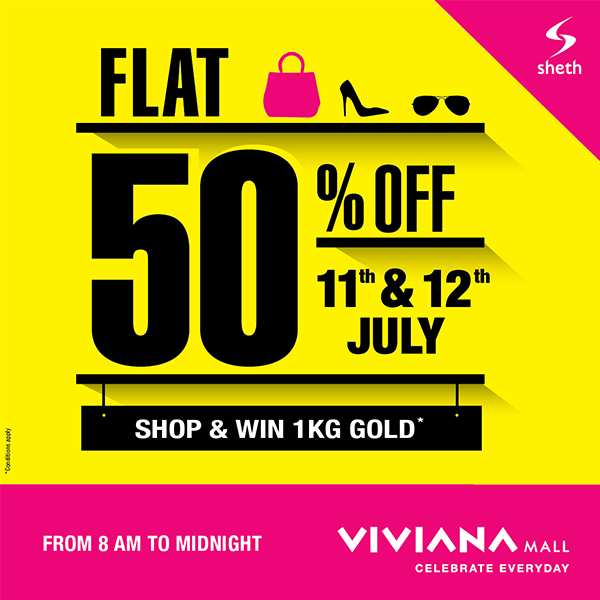 FLAT
sheth
50
% OFF
11th & 12th
JULY
SHOP & WIN 1KG GOLD*
*Conditions apply
FROM 8 AM TO MIDNIGHT
VIVIANA MALL
CELEBRATE EVERYDAY